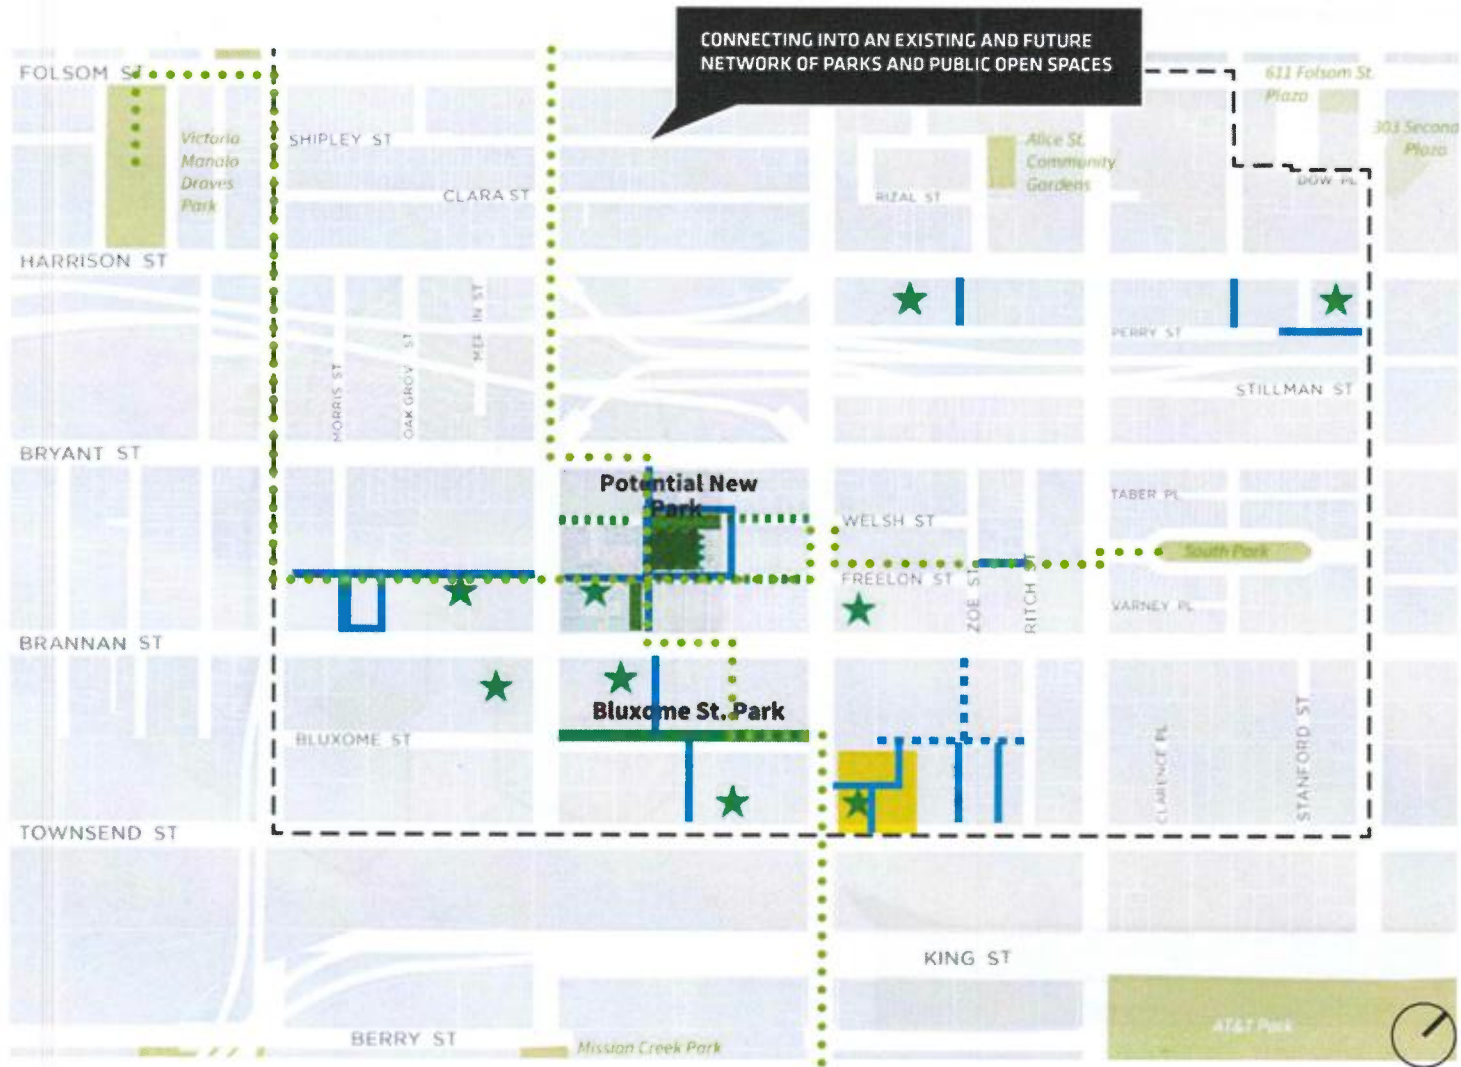 CONNECTING INTO AN EXISTING AND FUTURE
NETWORK OF PARKS AND PUBLIC OPEN SPACES
FOLSOM ST
611 Folsom St.
Plaza
303 Second
Plaza
Victoria
Manolo
Draves
Park
SHIPLEY ST
Alice St.
Community
Gardens
CLARA ST
RIZAL ST
DOW PL
HARRISON ST
MORRIS ST
OAK GROV ST
MER IN ST
PERRY ST
STILLMAN ST
BRYANT ST
Potential New
Park
WELSH ST
TABER PL
South Park
FREELON ST
ZOE ST
RITCH ST
VARNEY PL
BRANNAN ST
Bluxome St. Park
BLUXOME ST
CLARENCE PL
STANFORD ST
TOWNSEND ST
KING ST
BERRY ST
Mission Creek Park
AT&T Park